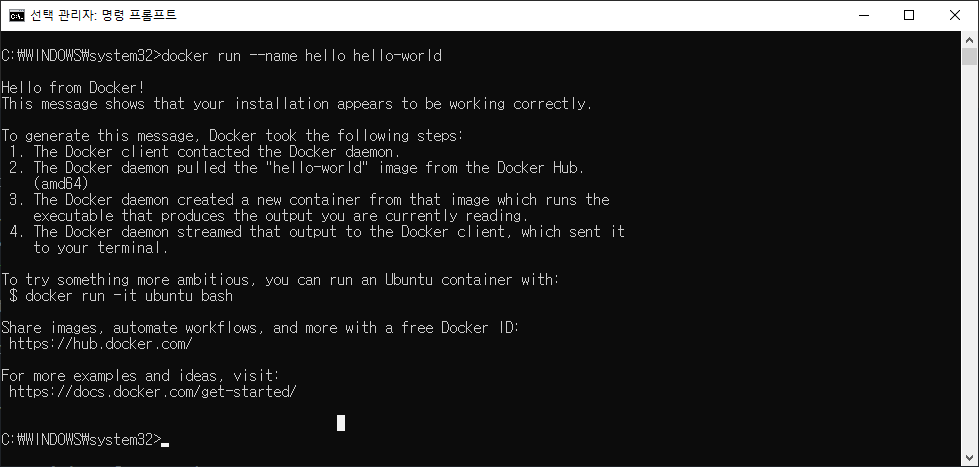 선택 관리자: 명령 프롬프트
C:₩WINDOWS₩system32>docker run --name hello hello-world
Hello from Docker!
This message shows that your installation appears to be working correctly.
To generate this message, Docker took the following steps:
1. The Docker client contacted the Docker daemon.
2. The Docker daemon pulled the "hello-world" image from the Docker Hub.
(amd64)
3. The Docker daemon created a new container from that image which runs the
executable that produces the output you are currently reading.
4. The Docker daemon streamed that output to the Docker client, which sent it
to your terminal.
To try something more ambitious, you can run an Ubuntu container with:
$ docker run -it ubuntu bash
Share images, automate workflows, and more with a free Docker ID:
https://hub.docker.com/
For more examples and ideas, visit:
https://docs.docker.com/get-started/
C:₩WINDOWS₩system32>